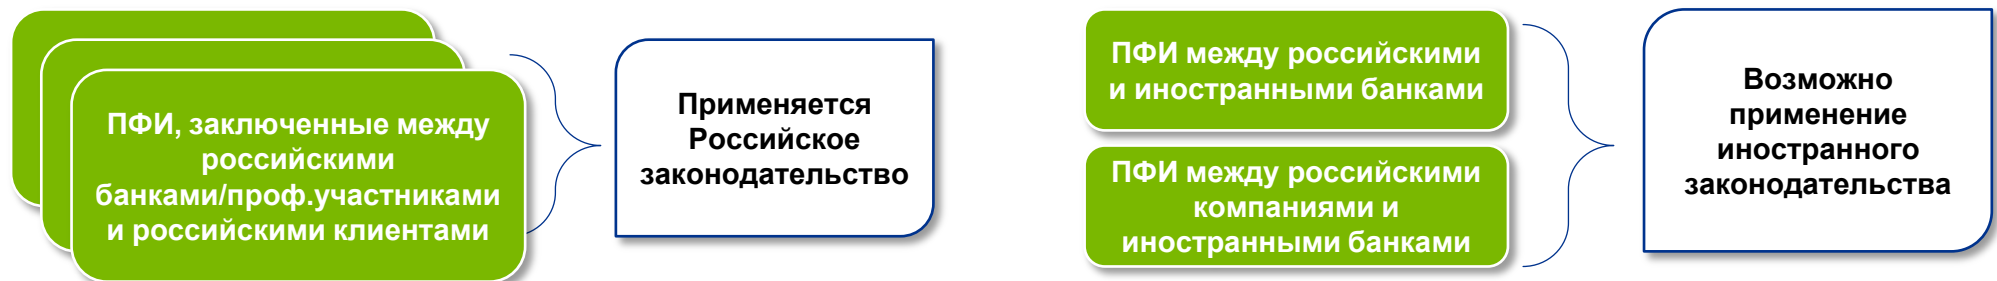 ПФИ, заключенные между
российскими
банками/проф.участниками
и российскими клиентами
Применяется
Российское
законодательство
ПФИ между российскими
и иностранными банками
ПФИ между российскими
компаниями и
иностранными банками
Возможно
применение
иностранного
законодательства